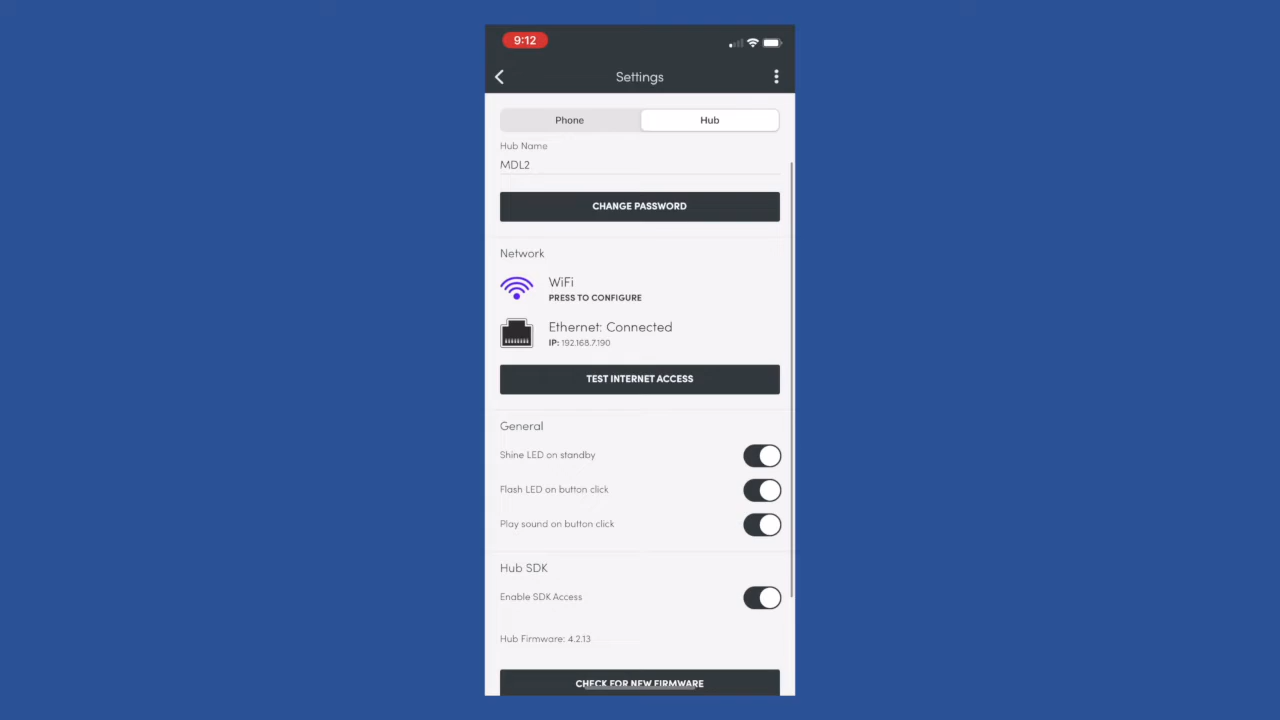 9:12
Settings
Phone
Hub
Hub Name
MDL2
CHANGE PASSWORD
Network
WiFi
PRESS TO CONFIGURE
Ethernet: Connected
IP: 192.168.7.190
TEST INTERNET ACCESS
General
Shine LED on standby
Flash LED on button click
Play sound on button click
Hub SDK
Enable SDK Access
Hub Firmware: 4.2.13
CHECK FOR NEW FIRMWARE